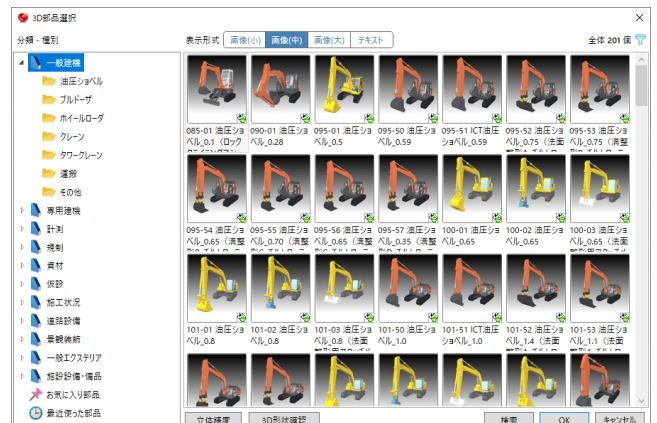 3D部品選択
分類 - 種別
表示形式 画像(小) 画像(中) 画像(大) テキスト
全体 201 個
一般建機
油圧ショベル
ブルドーザ
ホイールローダ
クレーン
タワークレーン
運搬
その他
専用建機
計測
規制
資材
仮設
施工状況
道路設備
景観装飾
一般エクステリア
施設設備・備品
お気に入り部品
最近使った部品
085-01 油圧ショベル_0.1（ロック
090-01 油圧ショベル_0.28
095-01 油圧ショベル_0.5
095-50 油圧ショベル_0.59
095-51 ICT油圧ショベル_0.59
095-52 油圧ショベル_0.75（法面
095-53 油圧ショベル_0.75（溝整
095-54 油圧ショベル_0.65（溝整
095-55 油圧ショベル_0.70（溝整
095-56 油圧ショベル_0.65（溝整
095-57 油圧ショベル_0.35（溝整
100-01 油圧ショベル_0.65
100-02 油圧ショベル_0.65
100-03 油圧ショベル_0.65（法面
101-01 油圧ショベル_0.8
101-02 油圧ショベル_0.8
101-03 油圧ショベル_0.8（法面
101-50 油圧ショベル_1.0
101-51 ICT油圧ショベル_1.0
101-52 油圧ショベル_1.4（法面
101-53 油圧ショベル_1.1（法面
立体精度 3D形状確認 検索 OK キャンセル